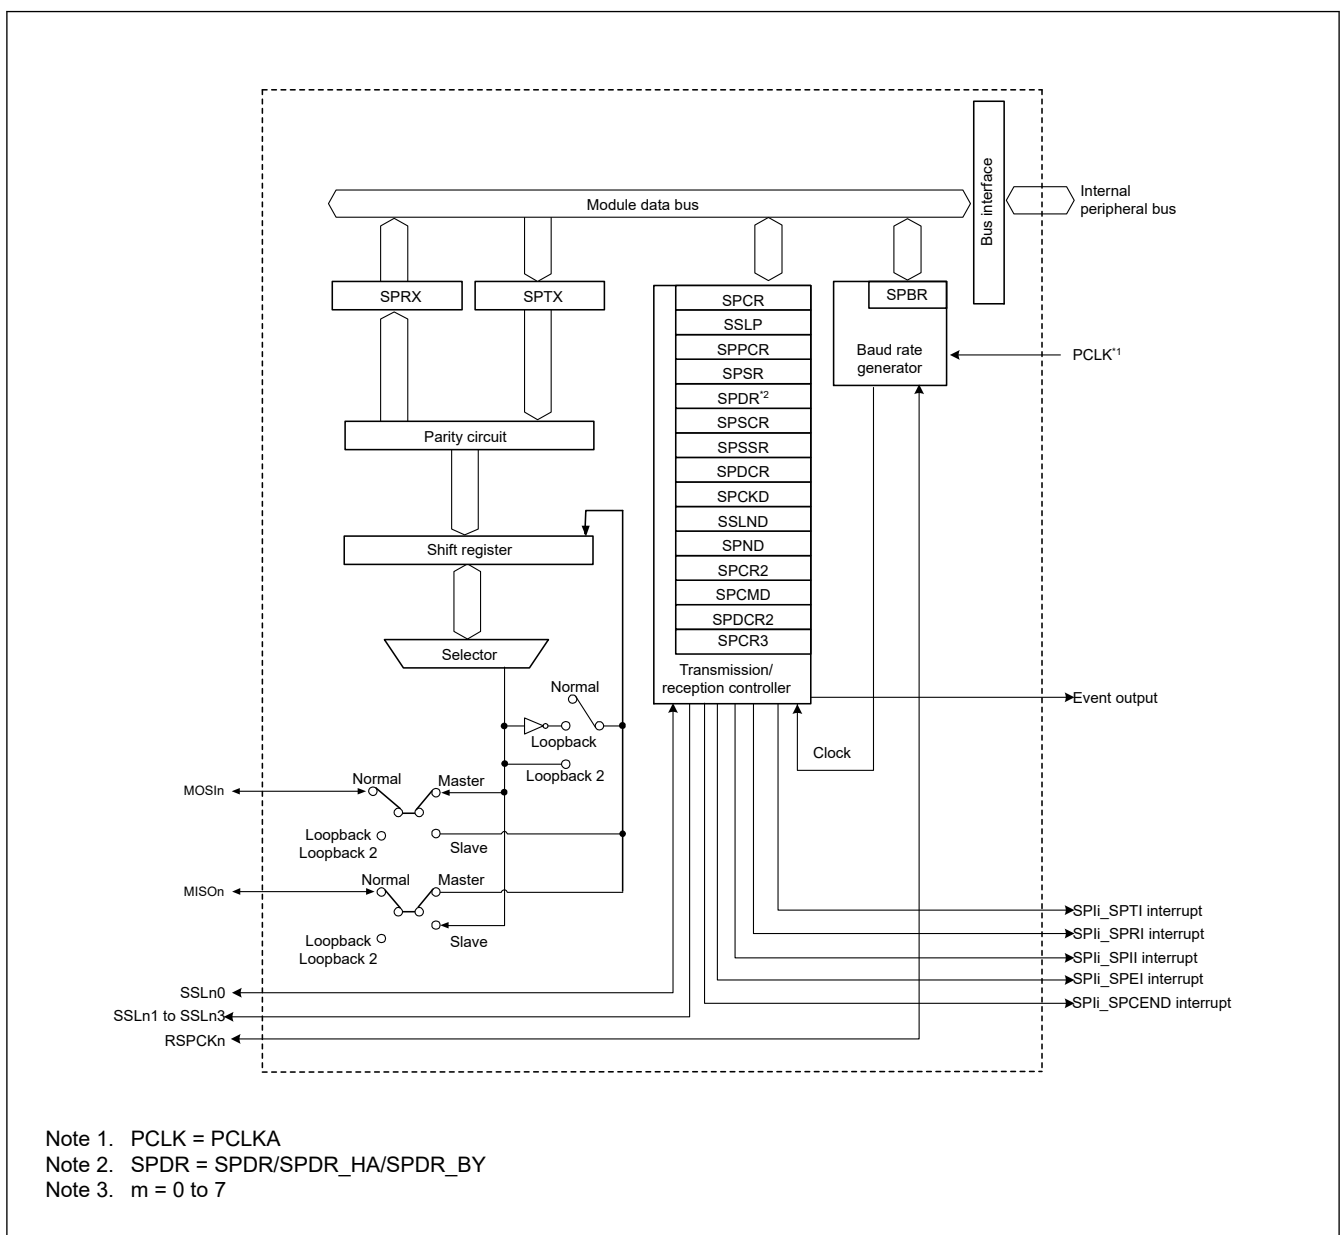 Module data bus
Bus interface
Internal
peripheral bus
SPRX
SPTX
SPBR
Baud rate
generator
PCLK*1
SPCR
SSLP
SPPCR
SPSR
SPDR*2
SPSCR
SPSSR
SPDCR
SPCKD
SSLND
SPND
SPCR2
SPCMD
SPDCR2
SPCR3
Transmission/
reception controller
Parity circuit
Shift register
Selector
Normal
Loopback
Loopback 2
Clock
Event output
MOSIn
Normal
Master
Loopback
Loopback 2
Slave
MISOn
Normal
Master
Loopback
Loopback 2
Slave
SSLn0
SSLn1 to SSLn3
RSPCKn
SPIi_SPTI interrupt
SPIi_SPRI interrupt
SPIi_SPII interrupt
SPIi_SPEI interrupt
SPIi_SPCEND interrupt
Note 1. PCLK = PCLKA
Note 2. SPDR = SPDR/SPDR_HA/SPDR_BY
Note 3. m = 0 to 7